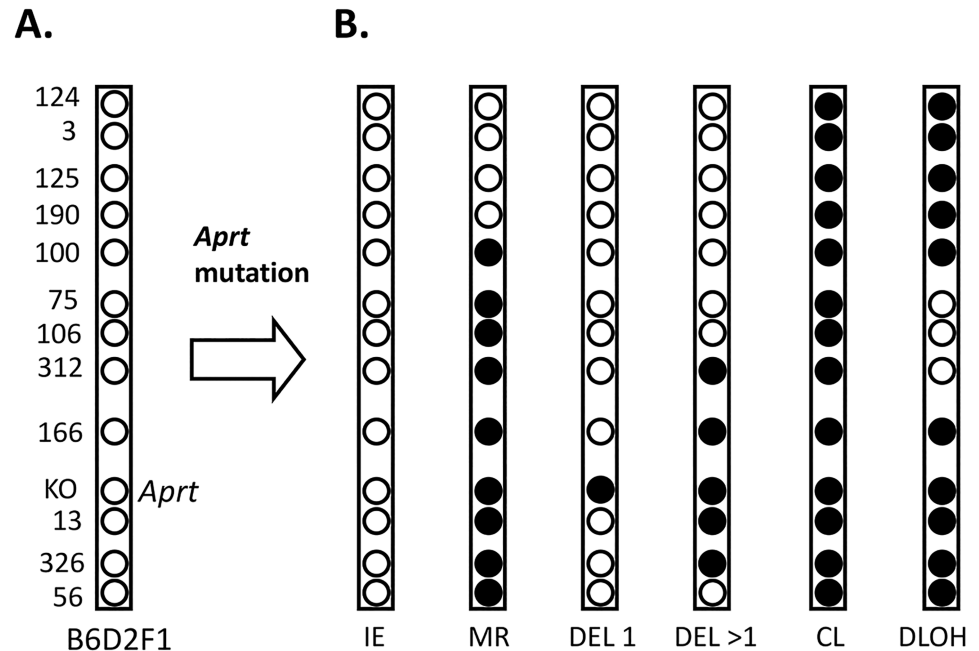 A.
B.
124
3
125
190
100
75
106
312
166
KO
Aprt
13
326
56
B6D2F1
Aprt
mutation
IE
MR
DEL 1
DEL >1
CL
DLOH